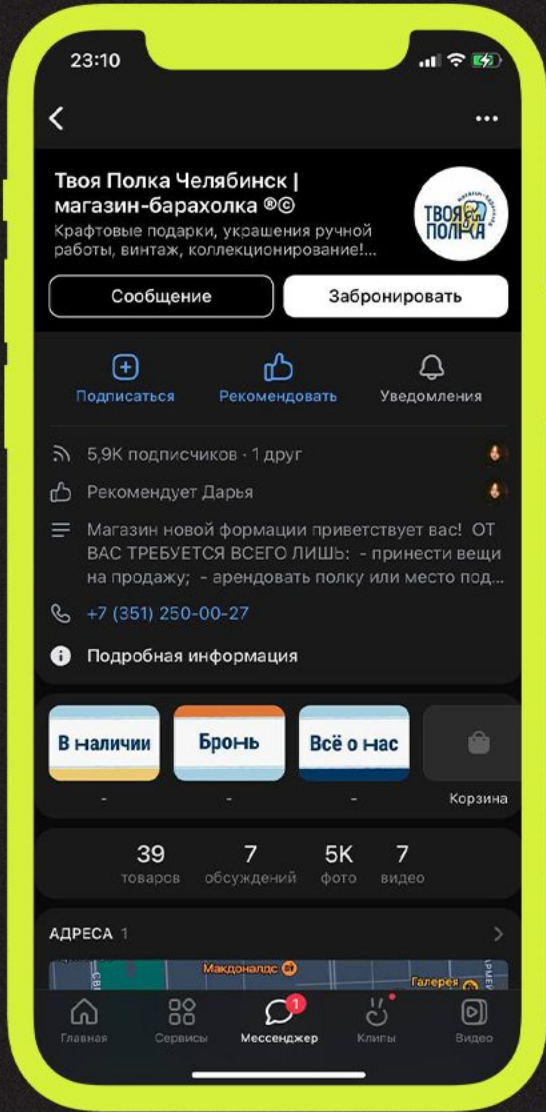 23:10
Твоя Полка Челябинск |
магазин-барахолка ®©
Крафтовые подарки, украшения ручной
работы, винтаж, коллекционирование!...
ТВОЯ
ПОЛКА
Сообщение
Забронировать
Подписаться
Рекомендовать
Уведомления
5,9K подписчиков · 1 друг
Рекомендует Дарья
Магазин новой формации приветствует вас! ОТ
ВАС ТРЕБУЕТСЯ ВСЕГО ЛИШЬ: - принести вещи
на продажу; - арендовать полку или место под...
+7 (351) 250-00-27
Подробная информация
В наличии
Бронь
Всё о нас
-
-
-
Корзина
39
7
5K
7
товаров
обсуждений
фото
видео
АДРЕСА 1
Макдоналдс
Галерея
Главная
Сервисы
1
Мессенджер
Клипы
Видео